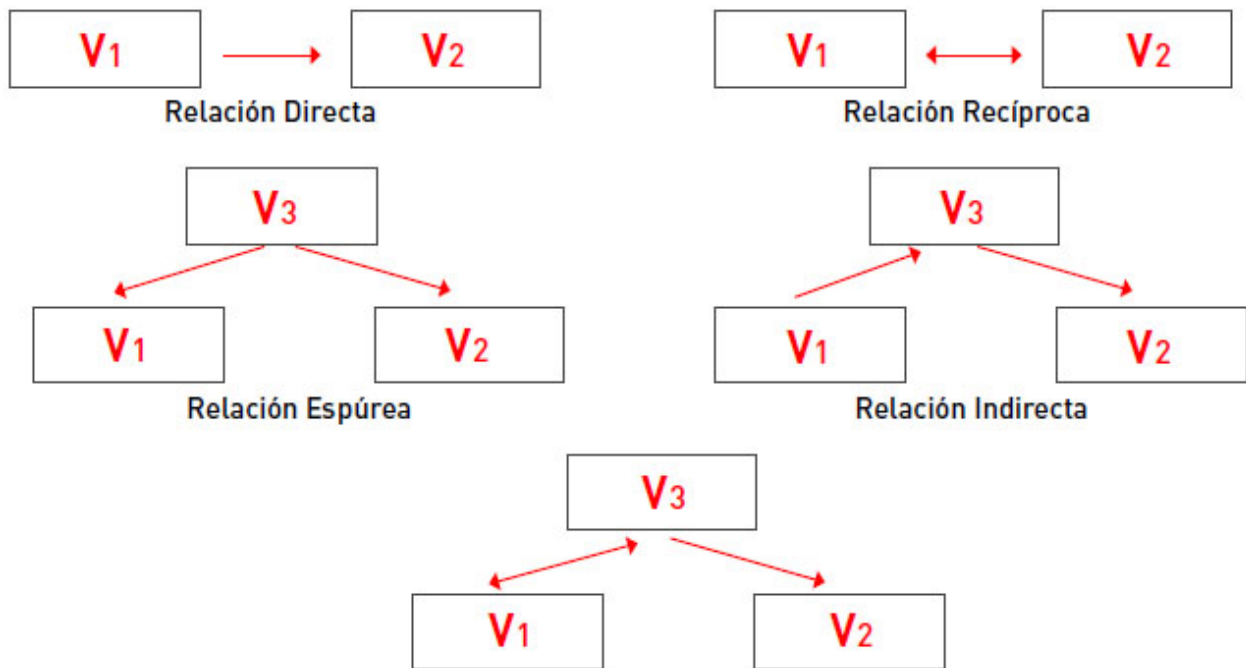 V1 V2
Relación Directa
V1 V2
Relación Recíproca
V3
V1 V2
Relación Espúrea
V3
V1 V2
Relación Indirecta
V3
V1 V2